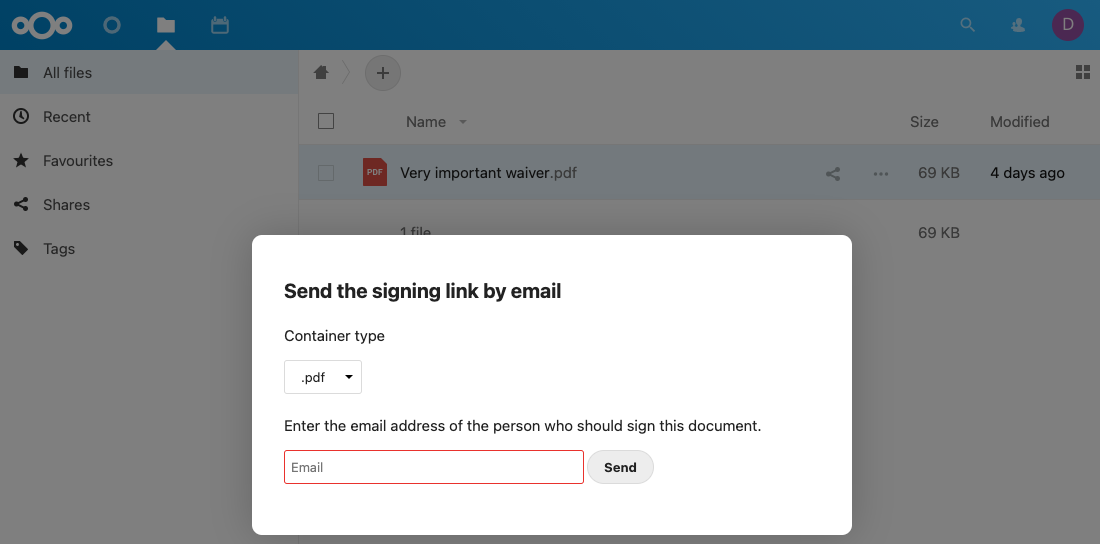 D
All files
Recent
Favourites
Shares
Tags
Name Size Modified
PDF Very important waiver.pdf 69 KB 4 days ago
1 file 69 KB
Send the signing link by email
Container type
.pdf
Enter the email address of the person who should sign this document.
Email Send